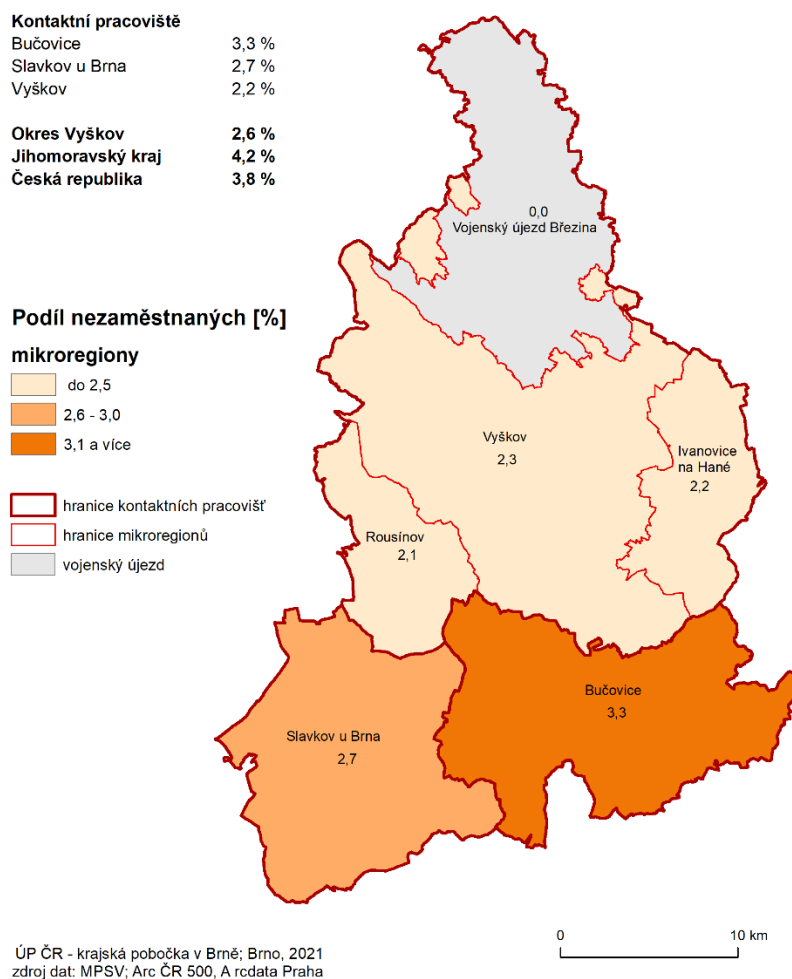 Kontaktní pracoviště
Bučovice 3,3 %
Slavkov u Brna 2,7 %
Vyškov 2,2 %
Okres Vyškov 2,6 %
Jihomoravský kraj 4,2 %
Česká republika 3,8 %
0,0
Vojenský újezd Březina
Podíl nezaměstnaných [%]
mikroregiony
do 2,5
2,6 - 3,0
3,1 a více
hranice kontaktních pracovišť
hranice mikroregionů
vojenský újezd
Vyškov
2,3
Ivanovice
na Hané
2,2
Rousínov
2,1
Bučovice
3,3
Slavkov u Brna
2,7
0 10 km
ÚP ČR - krajská pobočka v Brně; Brno, 2021
zdroj dat: MPSV; Arc ČR 500, A rcdata Praha